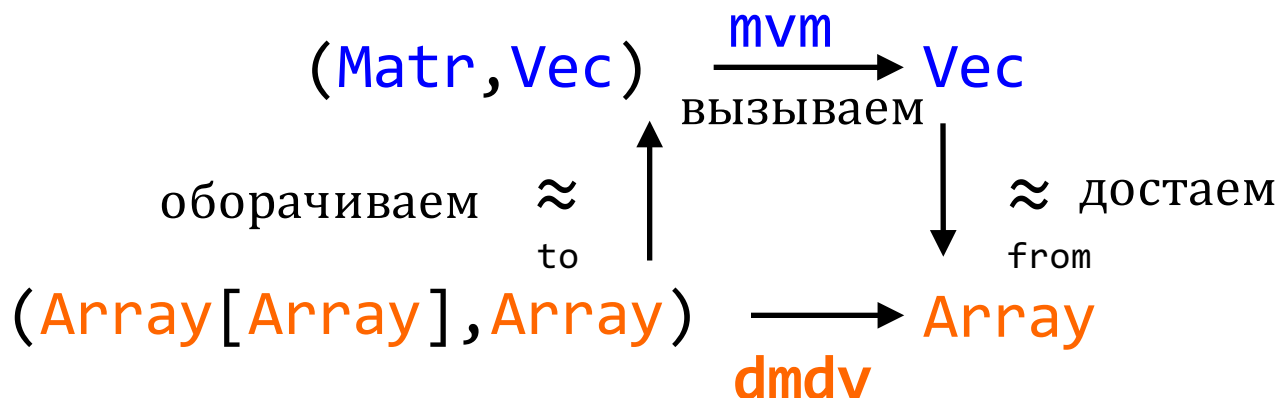 mvm
(Matr,Vec) Vec
вызываем
оборачиваем ≈ ≈ достаем
to from
(Array[Array],Array) Array
dmdv